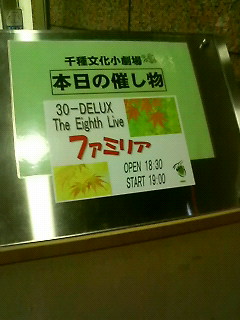 千種文化小劇場
本日の催し物
30-DELUX
The Eighth Live
ファミリア
OPEN 18:30
START 19:00